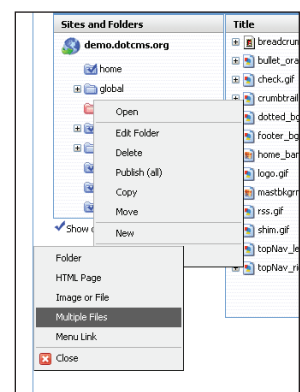 Sites and Folders
demo.dotcms.org
home
global
Open
Edit Folder
Delete
Publish (all)
Copy
Move
New
Show
Folder
HTML Page
Image or File
Multiple Files
Menu Link
Close
Title
breadcrum
bullet_ora
check.gif
crumbtrail
dotted_bg
footer_bg
home_bar
logo.gif
mastbkgr
rss.gif
shim.gif
topNav_le
topNav_ri